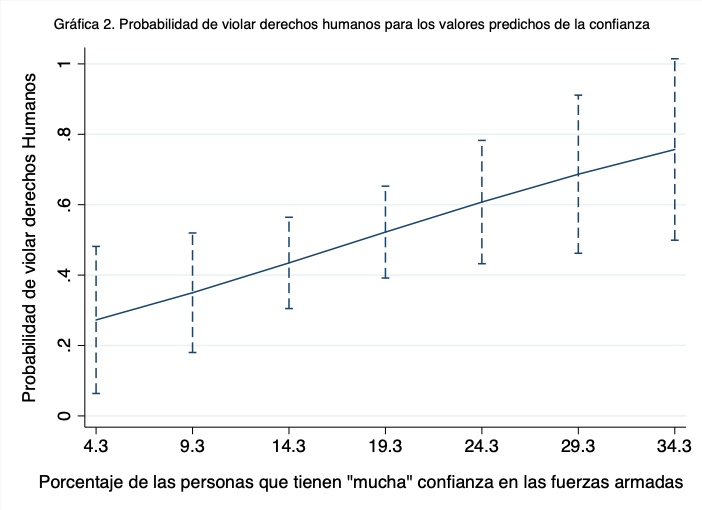 Gráfica 2. Probabilidad de violar derechos humanos para los valores predichos de la confianza
Probabilidad de violar derechos Humanos
1
.8
.6
.4
.2
0
4.3 9.3 14.3 19.3 24.3 29.3 34.3
Porcentaje de las personas que tienen "mucha" confianza en las fuerzas armadas